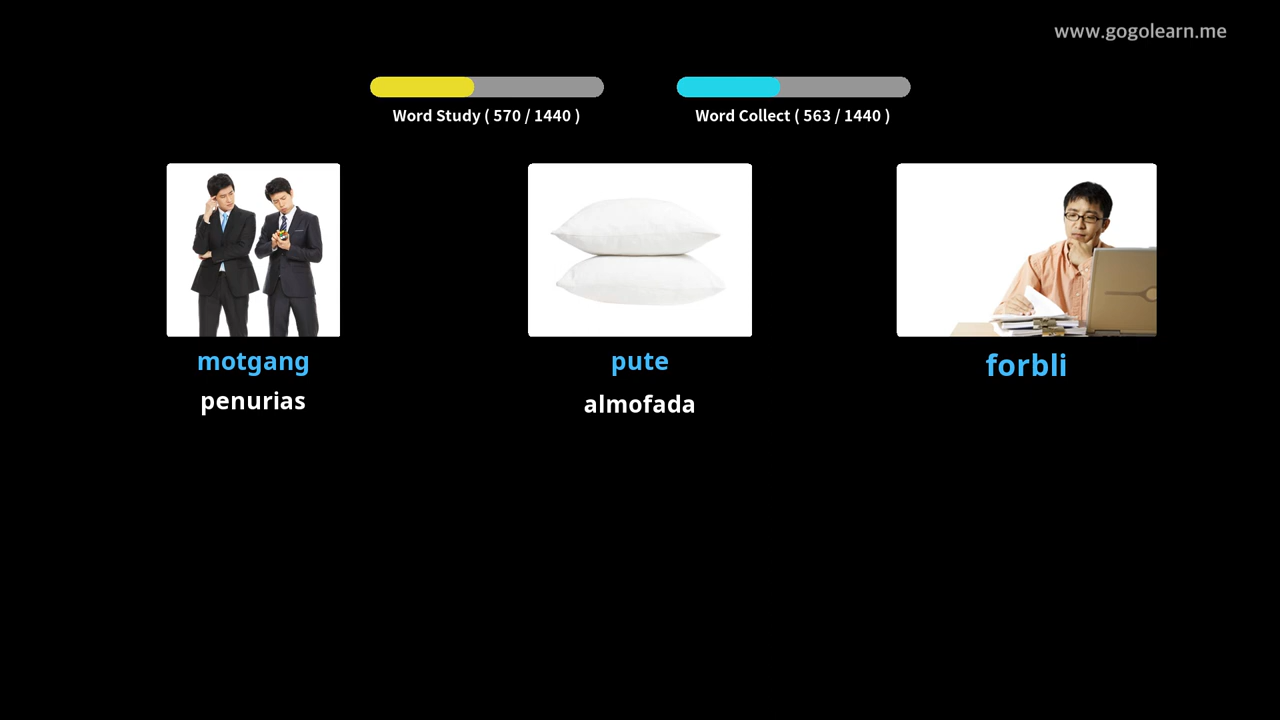 www.gogolearn.me
Word Study ( 570 / 1440 )
Word Collect ( 563 / 1440 )
motgang
penurias
pute
almofada
forbli